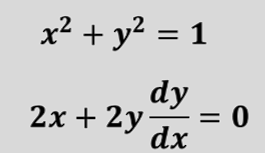 x² + y² = 1
2x + 2y dy/dx = 0